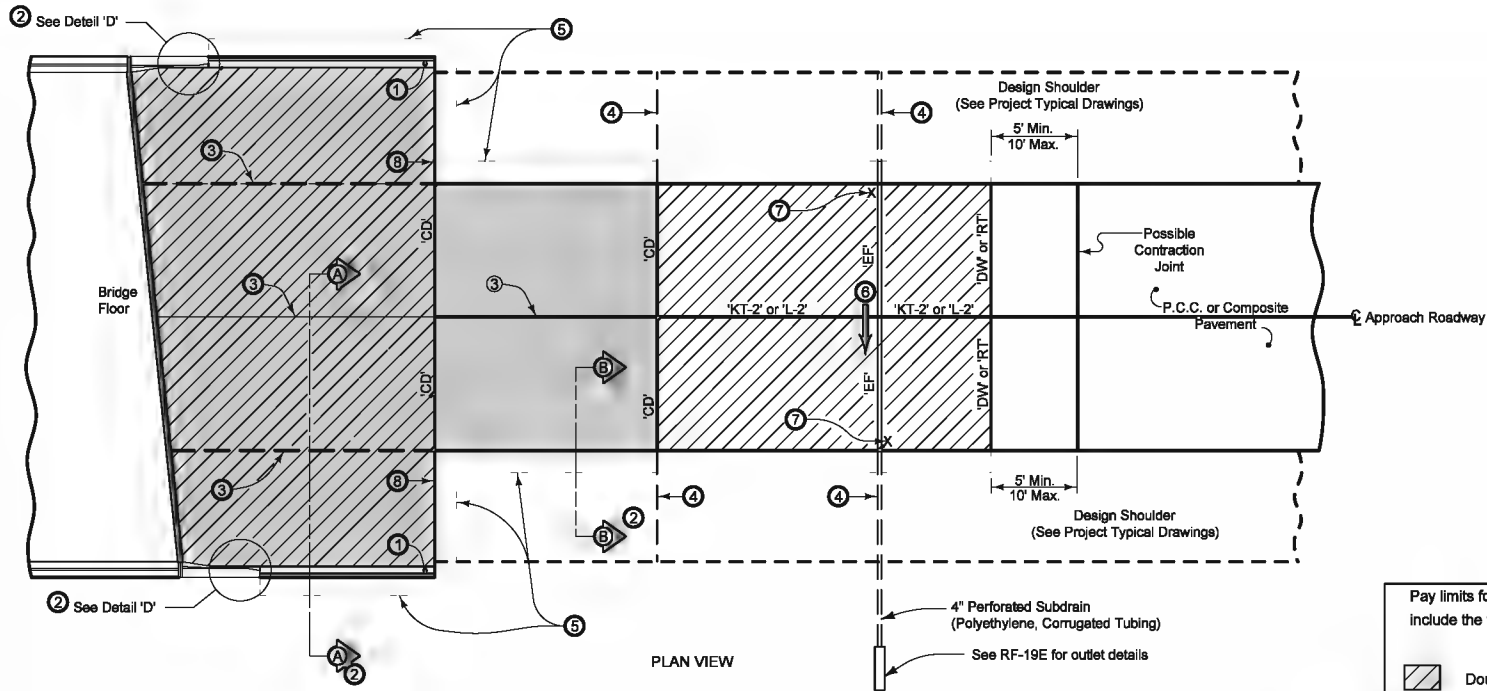 ② See Deteil 'D'
⑤
①
④
④
Design Shoulder
(See Project Typical Drawings)
5' Min.
10' Max.
③
⑧
⑦
'CD'
'CD'
'EF'
'DW' or 'RT'
Possible
Contraction
Joint
A
③
③
⑥
Bridge
Floor
'KT-2' or 'L-2'
'KT-2' or 'L-2'
P.C.C. or Composite
Pavement
℄ Approach Roadway
B
'CD'
'CD'
'EF'
'DW' or 'RT'
⑦
③
⑧
④
④
5' Min.
10' Max.
②
B
Design Shoulder
(See Project Typical Drawings)
①
② See Detail 'D'
⑤
4" Perforated Subdrain
(Polyethylene, Corrugated Tubing)
A
②
PLAN VIEW
See RF-19E for outlet details
Pay limits fo
include the
Dou